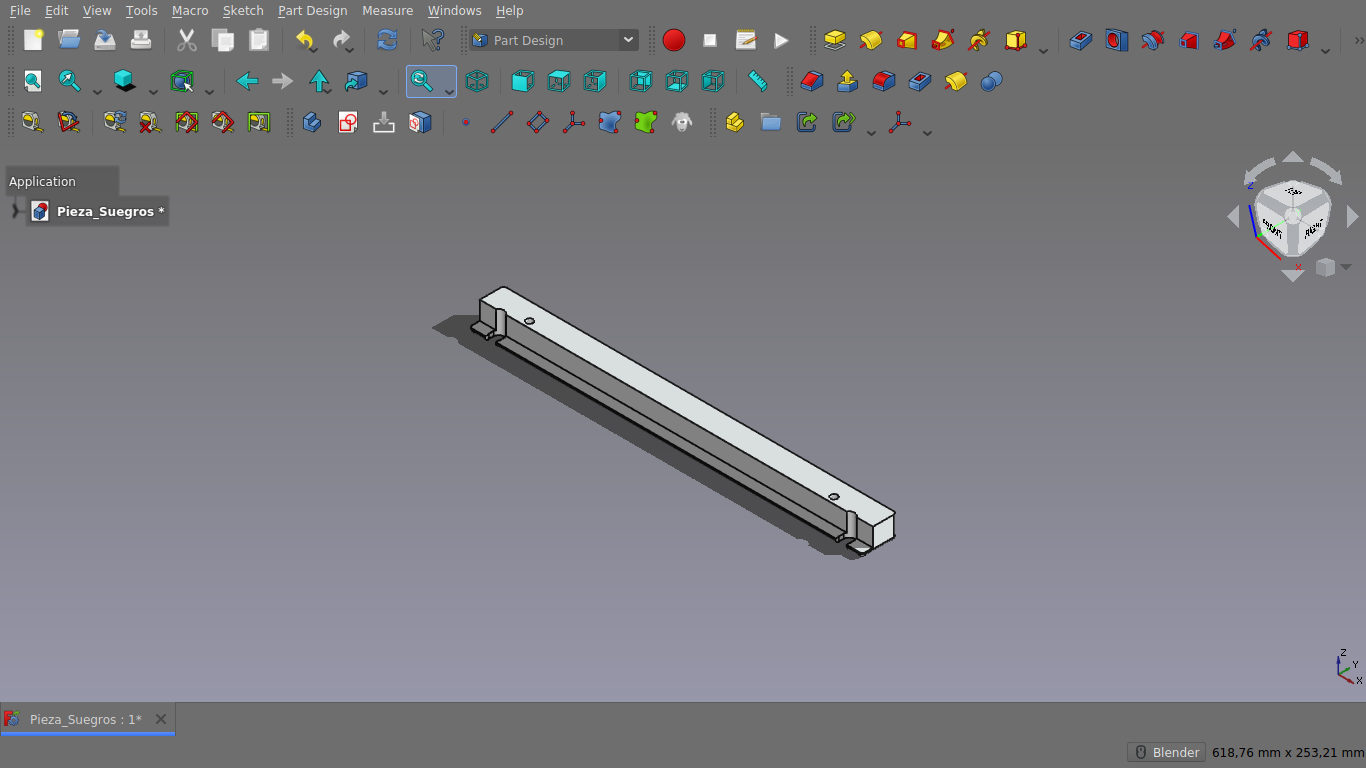 File Edit View Tools Macro Sketch Part Design Measure Windows Help
Part Design
Application
Pieza_Suegros *
Z
X
Z
Y
X
Pieza_Suegros : 1*
Blender 618,76 mm x 253,21 mm